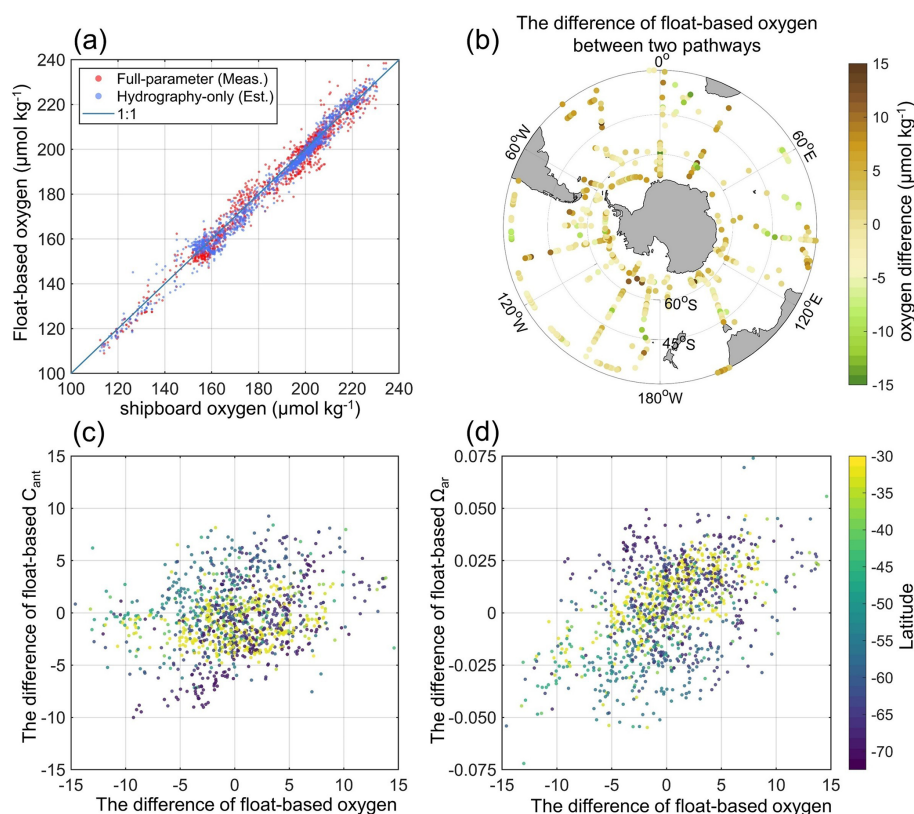 (a)
Full-parameter (Meas.)
Hydrography-only (Est.)
1:1
Float-based oxygen (µmol kg⁻¹)
240
220
200
180
160
140
120
100
100 120 140 160 180 200 220 240
shipboard oxygen (µmol kg⁻¹)
(b)
The difference of float-based oxygen
between two pathways
0°
60°W
60°E
120°W
120°E
60°S
45°S
180°W
15
10
5
0
-5
-10
-15
oxygen difference (µmol kg⁻¹)
(c)
The difference of float-based Cant
15
10
5
0
-5
-10
-15
-15 -10 -5 0 5 10 15
The difference of float-based oxygen
(d)
The difference of float-based Ωar
0.075
0.050
0.025
0
-0.025
-0.050
-0.075
-15 -10 -5 0 5 10 15
The difference of float-based oxygen
-30
-35
-40
-45
-50
-55
-60
-65
-70
Latitude